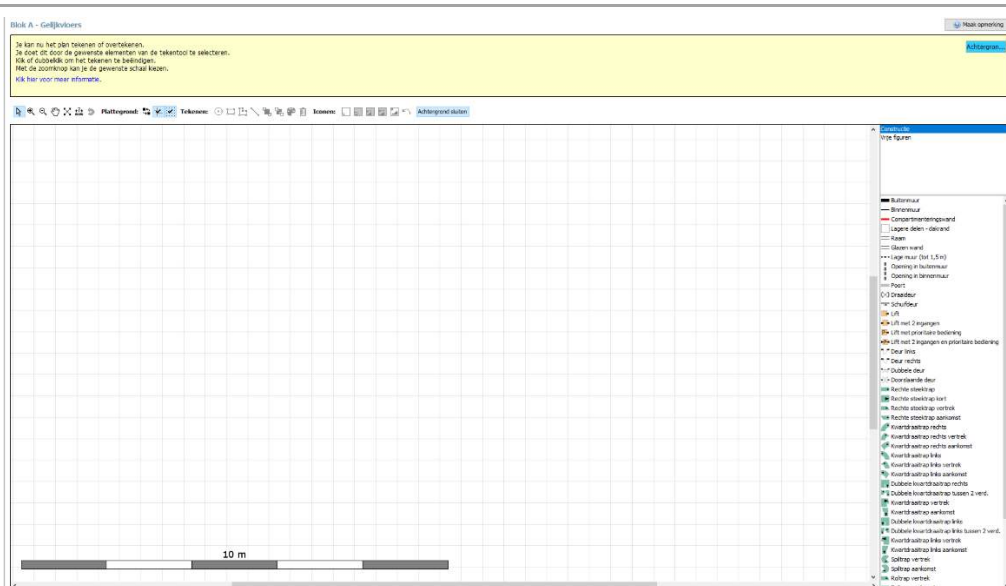 Blok A - Gelijkvloers
Maak opmerking
Je kan nu het plan tekenen of overtekenen.
Je doet dit door de gewenste elementen van de tekentool te selecteren.
Klik of dubbelklik om het tekenen te beëindigen.
Met de zoomknop kan je de gewenste schaal kiezen.
Klik hier voor meer informatie.
Achtergron...
Plattegrond: Tekenen: Iconen: Achtergrond sluiten
Constructie
Vrije figuren
Buitenmuur
Binnenmuur
Compartimenteringswand
Lagere delen - dakrand
Raam
Glazen wand
Lage muur (tot 1,5 m)
Opening in buitenmuur
Opening in binnenmuur
Poort
Draaideur
Schuifdeur
Lift
Lift met 2 ingangen
Lift met prioritaire bediening
Lift met 2 ingangen en prioritaire bediening
Deur links
Deur rechts
Dubbele deur
Doorslaande deur
Rechte steektrap
Rechte steektrap kort
Rechte steektrap vertrek
Rechte steektrap aankomst
Kwartdraaitrap rechts
Kwartdraaitrap rechts vertrek
Kwartdraaitrap rechts aankomst
Kwartdraaitrap links
Kwartdraaitrap links vertrek
Kwartdraaitrap links aankomst
Dubbele kwartdraaitrap rechts
Dubbele kwartdraaitrap tussen 2 verd.
Kwartdraaitrap vertrek
Kwartdraaitrap aankomst
Dubbele kwartdraaitrap links
Dubbele kwartdraaitrap links tussen 2 verd.
Kwartdraaitrap links vertrek
Kwartdraaitrap links aankomst
Spiltrap vertrek
Spiltrap aankomst
Roltrap vertrek
10 m